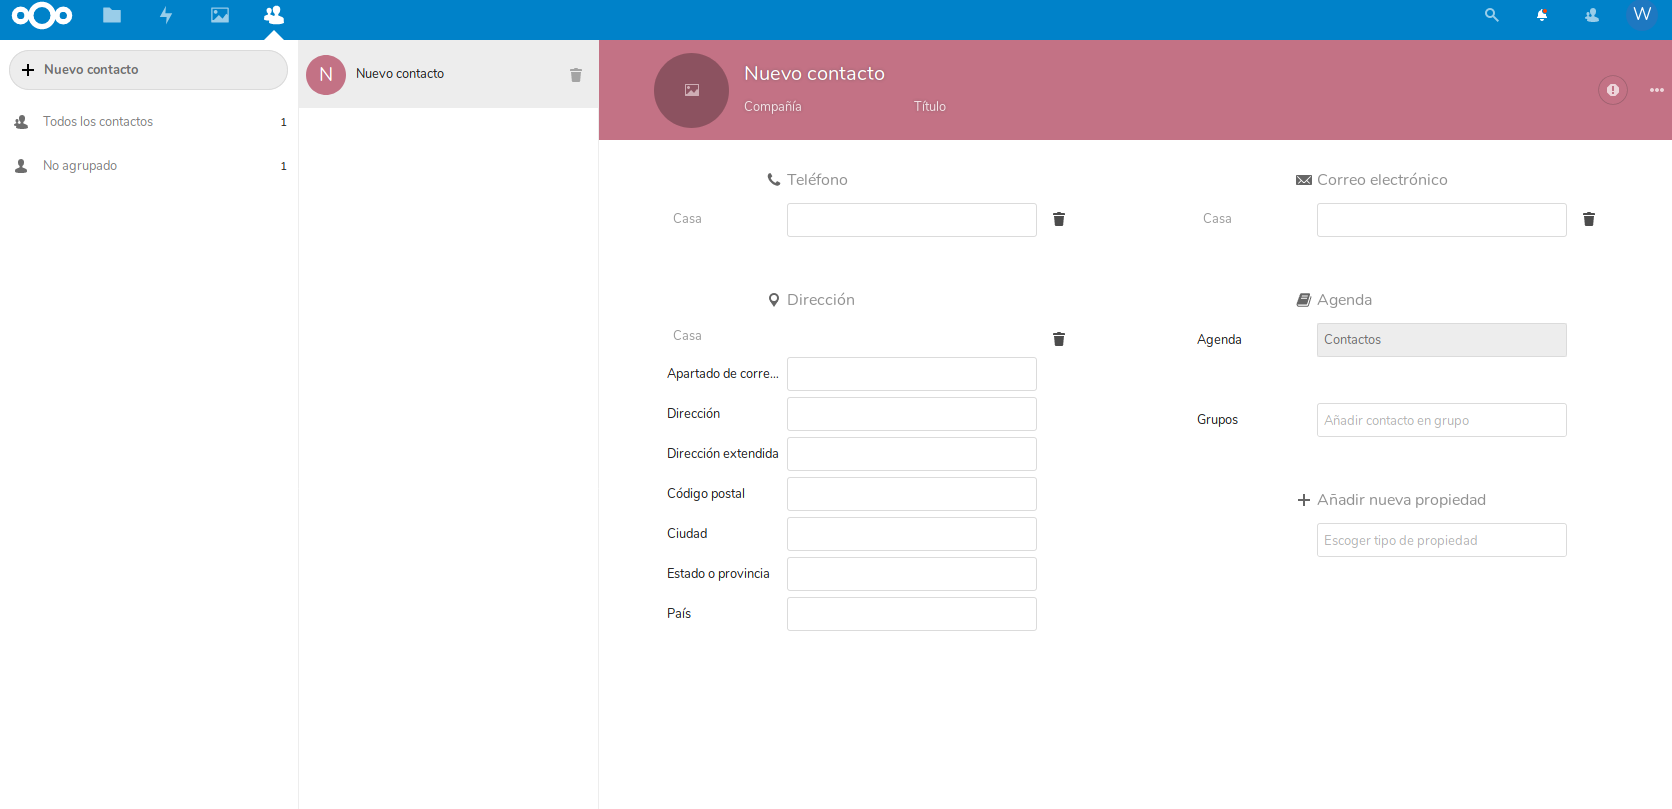 W
Nuevo contacto
Todos los contactos 1
No agrupado 1
N Nuevo contacto
Nuevo contacto
Compañía Título
Teléfono
Casa
Correo electrónico
Casa
Dirección
Casa
Apartado de corre...
Dirección
Dirección extendida
Código postal
Ciudad
Estado o provincia
País
Agenda
Agenda Contactos
Grupos Añadir contacto en grupo
Añadir nueva propiedad
Escoger tipo de propiedad